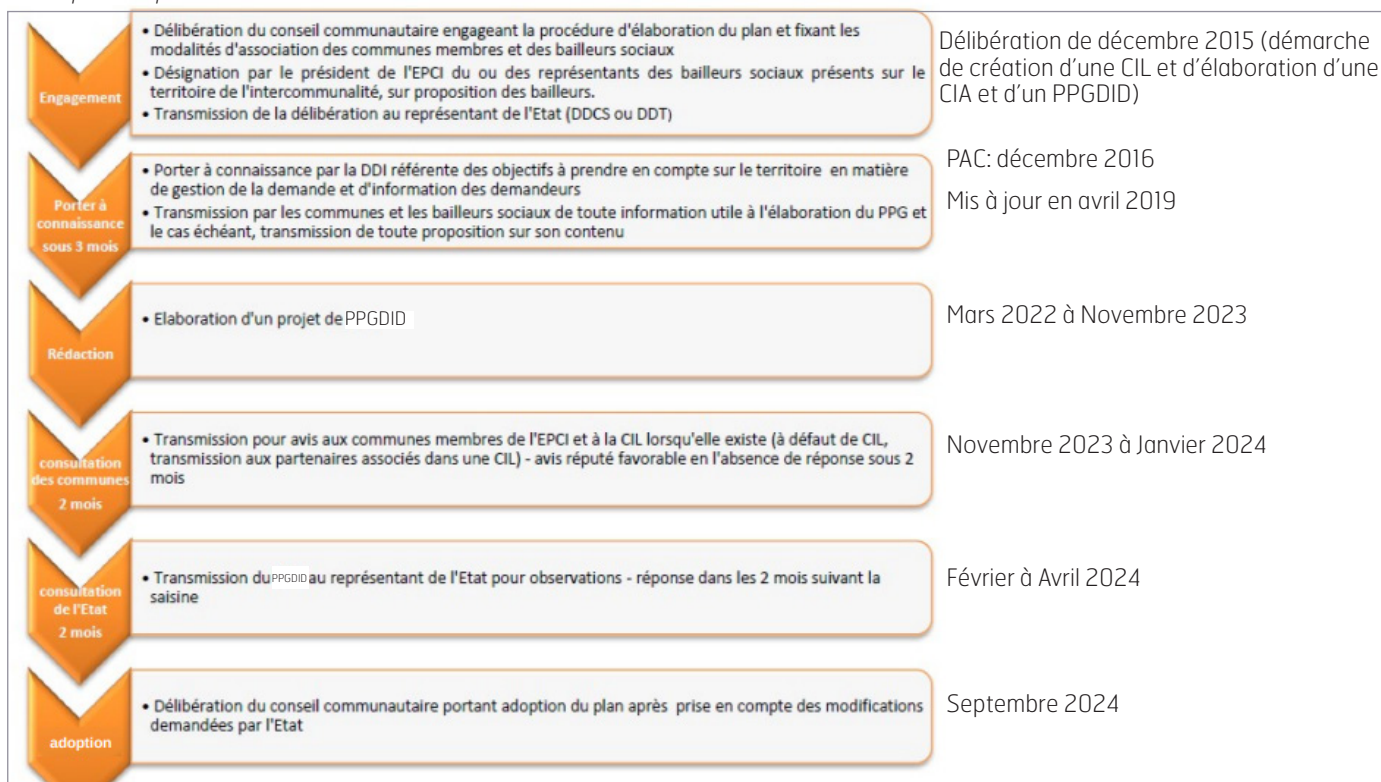 Engagement
• Délibération du conseil communautaire engageant la procédure d'élaboration du plan et fixant les
modalités d'association des communes membres et des bailleurs sociaux
• Désignation par le président de l'EPCI du ou des représentants des bailleurs sociaux présents sur le
territoire de l'intercommunalité, sur proposition des bailleurs.
• Transmission de la délibération au représentant de l'Etat (DDCS ou DDT)
Délibération de décembre 2015 (démarche
de création d'une CIL et d'élaboration d'une
CIA et d'un PPGDID)
Porter à
connaissance
sous 3 mois
• Porter à connaissance par la DDI référente des objectifs à prendre en compte sur le territoire en matière
de gestion de la demande et d'information des demandeurs
• Transmission par les communes et les bailleurs sociaux de toute information utile à l'élaboration du PPG et
le cas échéant, transmission de toute proposition sur son contenu
PAC: décembre 2016
Mis à jour en avril 2019
Rédaction
• Elaboration d'un projet de PPGDID
Mars 2022 à Novembre 2023
consultation
des communes
2 mois
• Transmission pour avis aux communes membres de l'EPCI et à la CIL lorsqu'elle existe (à défaut de CIL,
transmission aux partenaires associés dans une CIL) - avis réputé favorable en l'absence de réponse sous 2
mois
Novembre 2023 à Janvier 2024
consultation
de l'Etat
2 mois
• Transmission du PPGDID au représentant de l'Etat pour observations - réponse dans les 2 mois suivant la
saisine
Février à Avril 2024
adoption
• Délibération du conseil communautaire portant adoption du plan après prise en compte des modifications
demandées par l'Etat
Septembre 2024